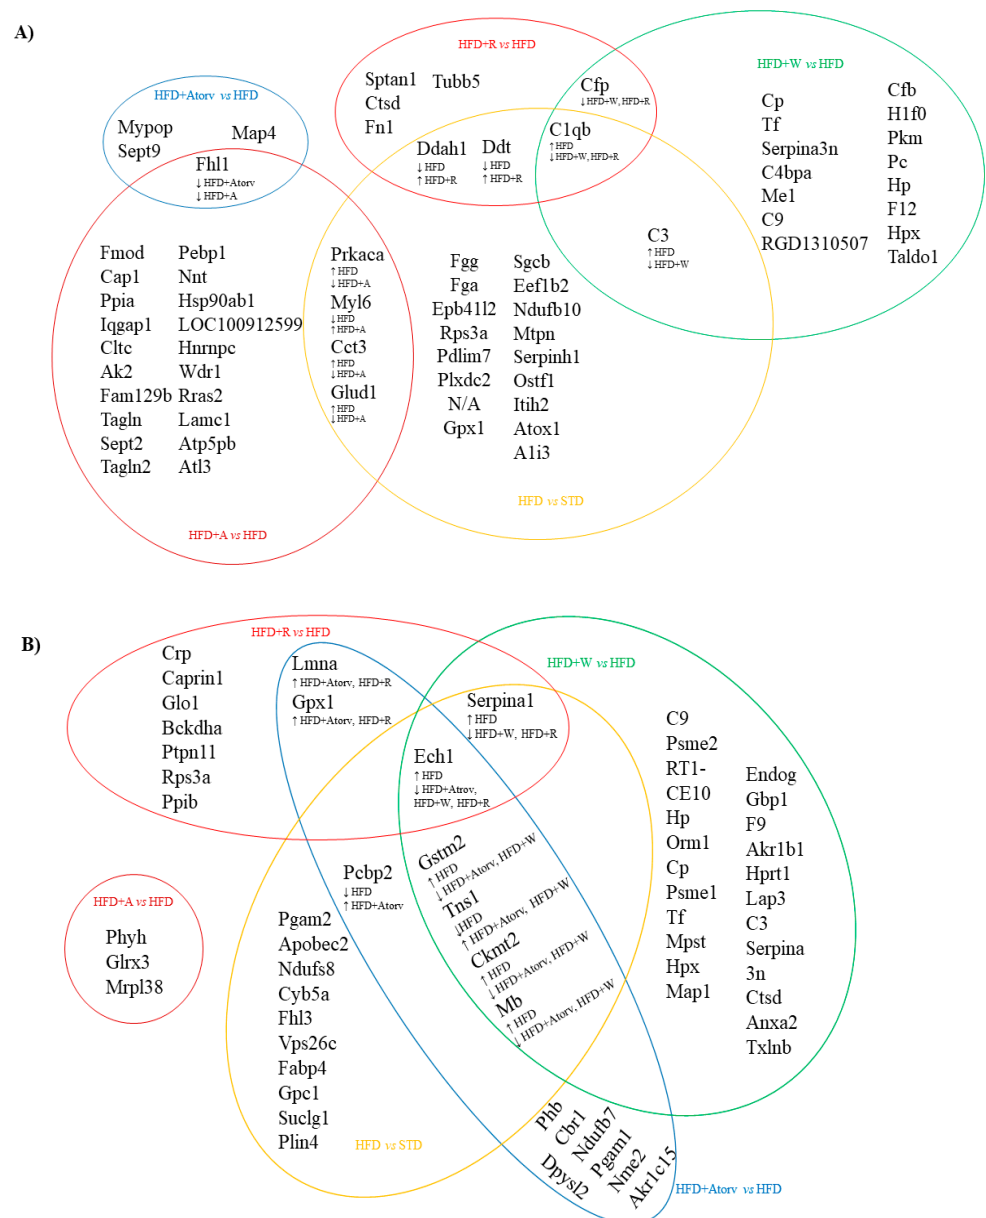 A)
HFD+R vs HFD
HFD+W vs HFD
HFD+Atorv vs HFD
Mypop
Sept9
Map4
Fhl1
↓ HFD+Atorv
↓ HFD+A
Sptan1
Ctsd
Fn1
Tubb5
Cfp
↓ HFD+W, HFD+R
C1qb
↑ HFD
↓ HFD+W, HFD+R
Ddah1
↓ HFD
↑ HFD+R
Ddt
↓ HFD
↑ HFD+R
Cp
Tf
Serpina3n
C4bpa
Me1
C9
RGD1310507
Cfb
H1f0
Pkm
Pc
Hp
F12
Hpx
Taldo1
C3
↑ HFD
↓ HFD+W
Fmod
Cap1
Ppia
Iqgap1
Cltc
Ak2
Fam129b
Tagln
Sept2
Tagln2
Pebp1
Nnt
Hsp90ab1
LOC100912599
Hnrnpc
Wdr1
Rras2
Lamc1
Atp5pb
Atl3
Prkaca
↑ HFD
↓ HFD+A
Myl6
↓ HFD
↑ HFD+A
Cct3
↑ HFD
↓ HFD+A
Glud1
↑ HFD
↓ HFD+A
Fgg
Fga
Epb41l2
Rps3a
Pdlim7
Plxdc2
N/A
Gpx1
Sgcb
Eef1b2
Ndufb10
Mtpn
Serpinh1
Ostf1
Itih2
Atox1
A1i3
HFD vs STD
HFD+A vs HFD
B)
HFD+R vs HFD
HFD+W vs HFD
Crp
Caprin1
Glo1
Bckdha
Ptpn11
Rps3a
Ppib
Lmna
↑ HFD+Atorv, HFD+R
Gpx1
↑ HFD+Atorv, HFD+R
Serpina1
↑ HFD
↓ HFD+W, HFD+R
Ech1
↑ HFD
↓ HFD+Atrov,
HFD+W, HFD+R
C9
Psme2
RT1-
CE10
Hp
Orm1
Cp
Psme1
Tf
Mpst
Hpx
Map1
Endog
Gbp1
F9
Akr1b1
Hprt1
Lap3
C3
Serpina
3n
Ctsd
Anxa2
Txlnb
Gstm2
↑ HFD
↓ HFD+Atorv, HFD+W
Tns1
↓HFD
↑ HFD+Atorv, HFD+W
Ckmt2
↑ HFD
↓ HFD+Atorv, HFD+W
Mb
↑ HFD
↓ HFD+Atorv, HFD+W
Pcbp2
↓ HFD
↑ HFD+Atorv
HFD+A vs HFD
Phyh
Glrx3
Mrpl38
Pgam2
Apobec2
Ndufs8
Cyb5a
Fhl3
Vps26c
Fabp4
Gpc1
Suclg1
Plin4
HFD vs STD
Phb
Cbr1
Ndufb7
Pgam1
Nme2
Akr1c15
Dpysl2
HFD+Atorv vs HFD